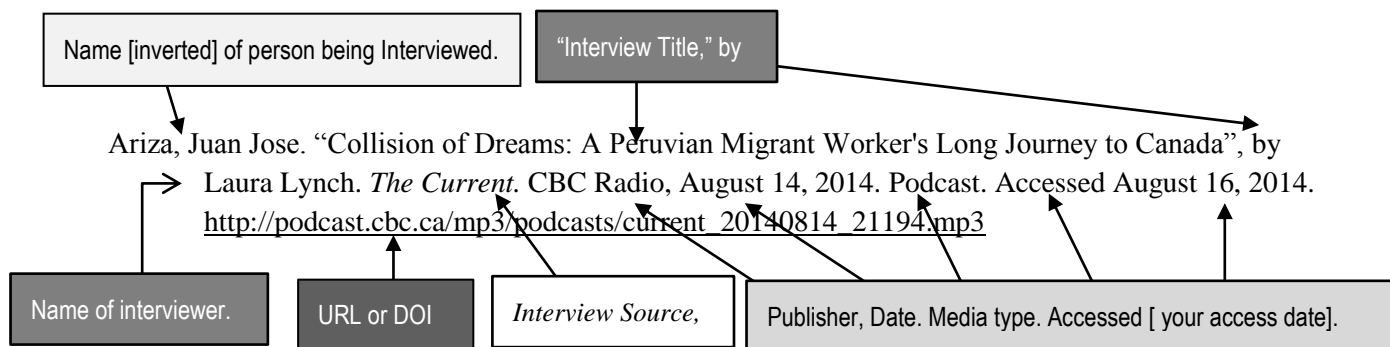 Name [inverted] of person being Interviewed.
“Interview Title,” by
Ariza, Juan Jose. “Collision of Dreams: A Peruvian Migrant Worker's Long Journey to Canada”, by
Laura Lynch. The Current. CBC Radio, August 14, 2014. Podcast. Accessed August 16, 2014.
http://podcast.cbc.ca/mp3/podcasts/current_20140814_21194.mp3
Name of interviewer.
URL or DOI
Interview Source,
Publisher, Date. Media type. Accessed [ your access date].